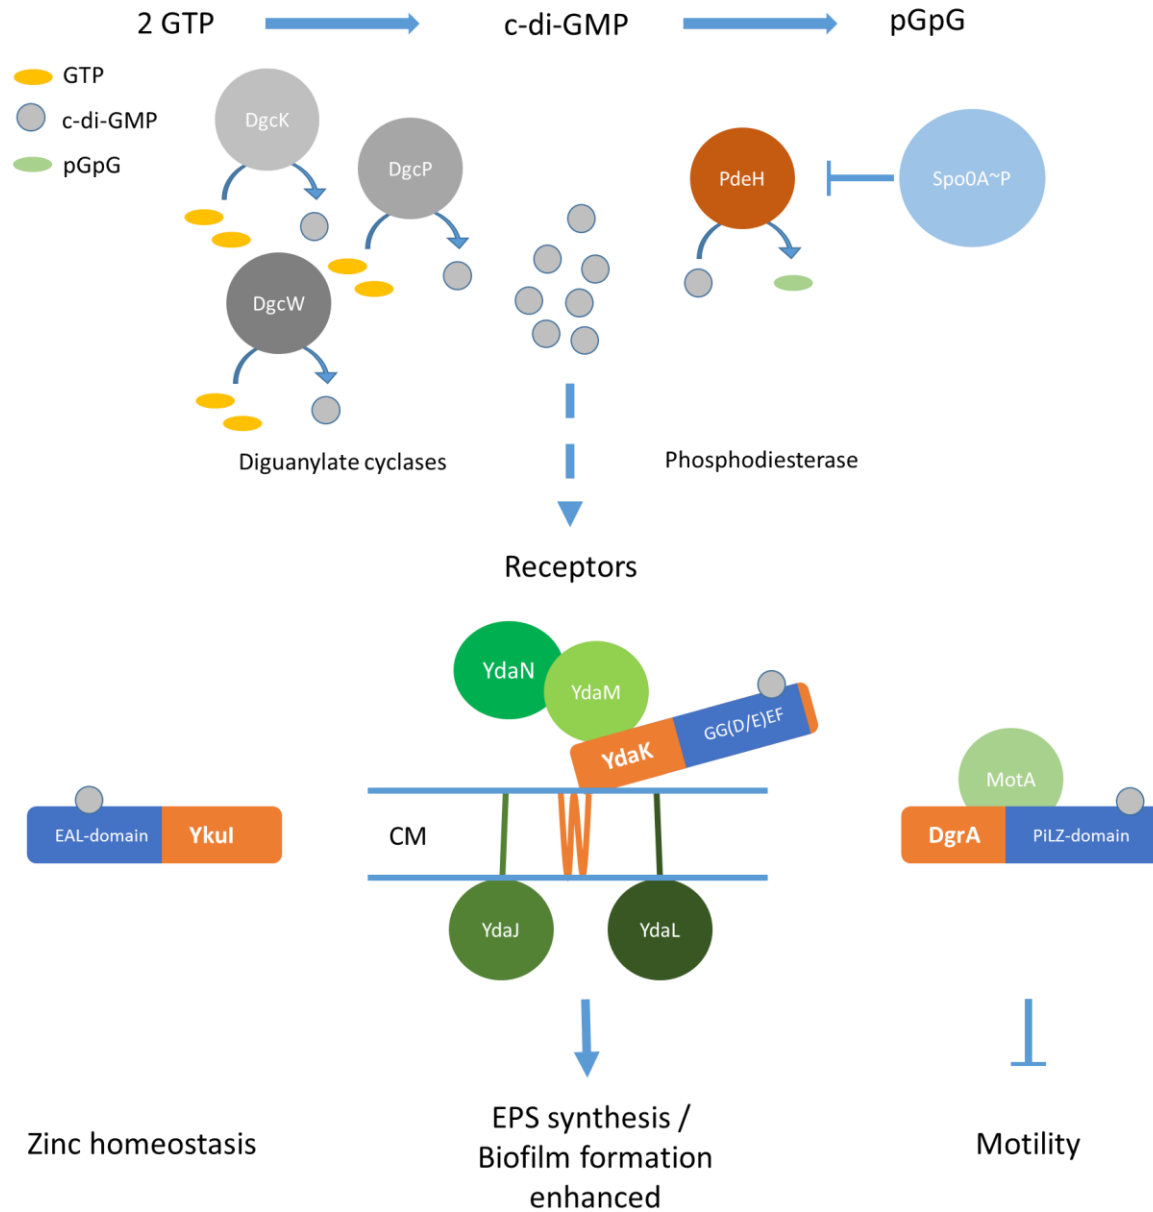 2 GTP
c-di-GMP
pGpG
GTP
c-di-GMP
pGpG
DgcK
DgcP
DgcW
PdeH
Spo0A~P
Diguanylate cyclases
Phosphodiesterase
Receptors
YdaN
YdaM
YdaK
GG(D/E)EF
CM
YdaJ
YdaL
EAL-domain
YkuI
MotA
DgrA
PiLZ-domain
Zinc homeostasis
EPS synthesis /
Biofilm formation
enhanced
Motility